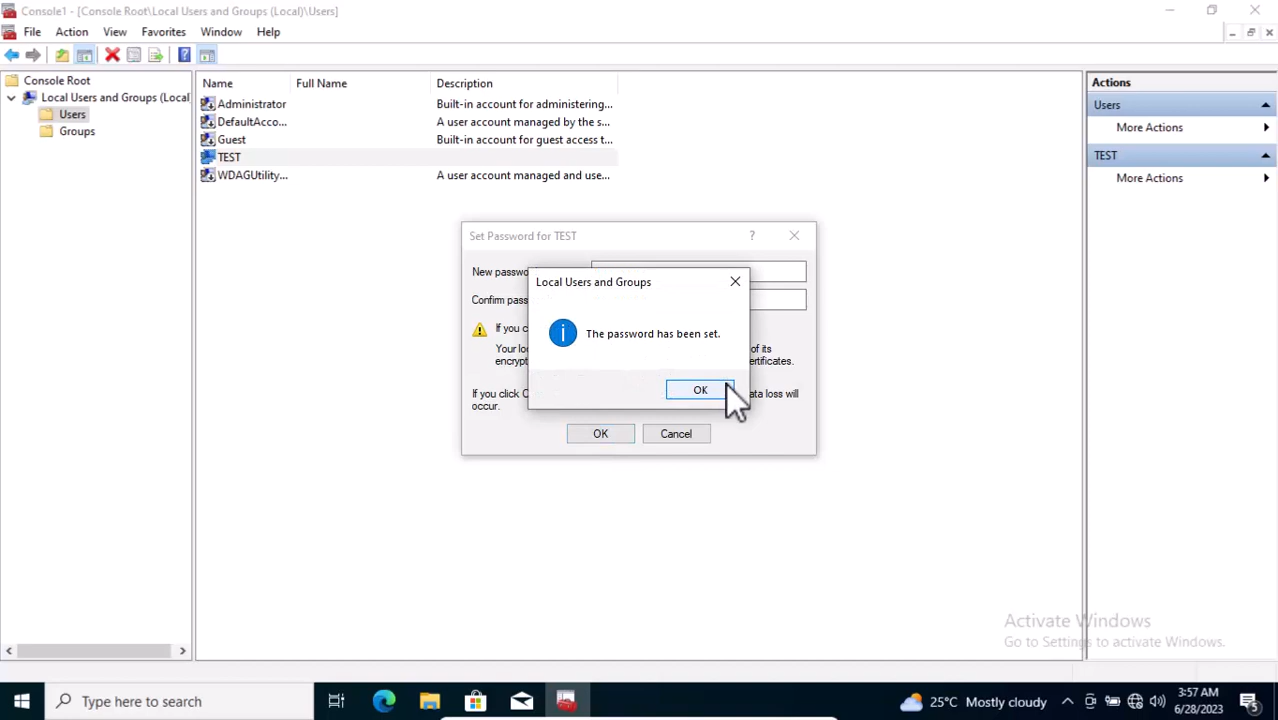 Console1 - [Console Root\Local Users and Groups (Local)\Users]
File Action View Favorites Window Help
Console Root
Local Users and Groups (Local
Users
Groups
Name Full Name Description
Administrator Built-in account for administering...
DefaultAcco... A user account managed by the s...
Guest Built-in account for guest access t...
TEST
WDAGUtility... A user account managed and use...
Actions
Users
More Actions
TEST
More Actions
Set Password for TEST
New passwo
Confirm pass
If you c
Your lo of its
encryp ertificates.
If you click ata loss will
occur.
OK Cancel
Local Users and Groups
The password has been set.
OK
Activate Windows
Go to Settings to activate Windows.
Type here to search
25°C Mostly cloudy
3:57 AM
6/28/2023
5